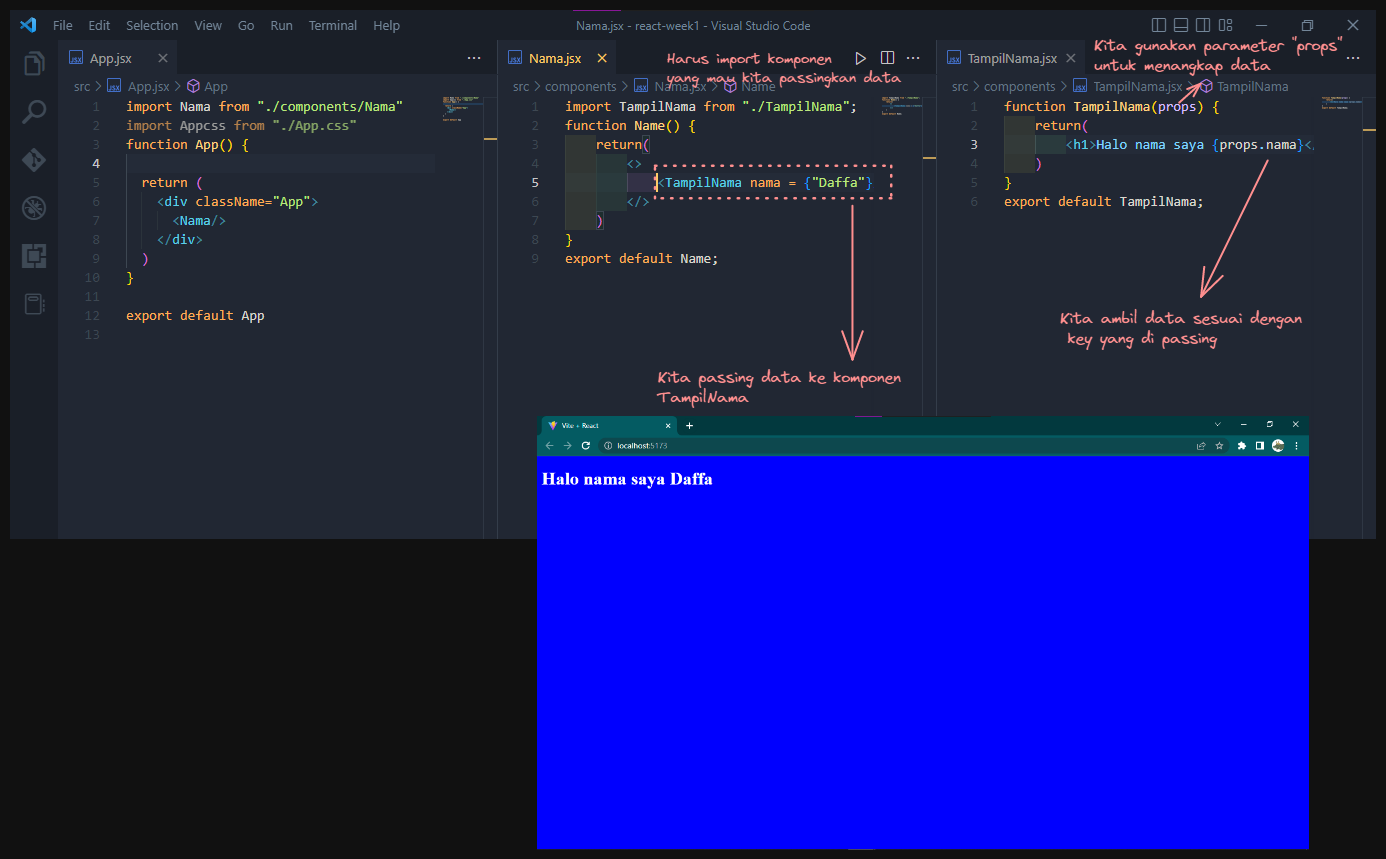 File Edit Selection View Go Run Terminal Help
Nama.jsx - react-week1 - Visual Studio Code
App.jsx
src > App.jsx > App
1 import Nama from "./components/Nama"
2 import Appcss from "./App.css"
3 function App() {
4
5 return (
6 <div className="App">
7 <Nama/>
8 </div>
9 )
10 }
11
12 export default App
13
Nama.jsx
Harus import komponen
yang mau kita passingkan data
src > components > Nama.jsx > Name
1 import TampilNama from "./TampilNama";
2 function Name() {
3 return(
4 <>
5 <TampilNama nama = {"Daffa"}
6 </>
7 )
8 }
9 export default Name;
Kita passing data ke komponen
TampilNama
TampilNama.jsx
Kita gunakan parameter "props"
untuk menangkap data
src > components > TampilNama.jsx > TampilNama
1 function TampilNama(props) {
2 return(
3 <h1>Halo nama saya {props.nama}<
4 )
5 }
6 export default TampilNama;
Kita ambil data sesuai dengan
key yang di passing
Vite + React
localhost:5173
Halo nama saya Daffa